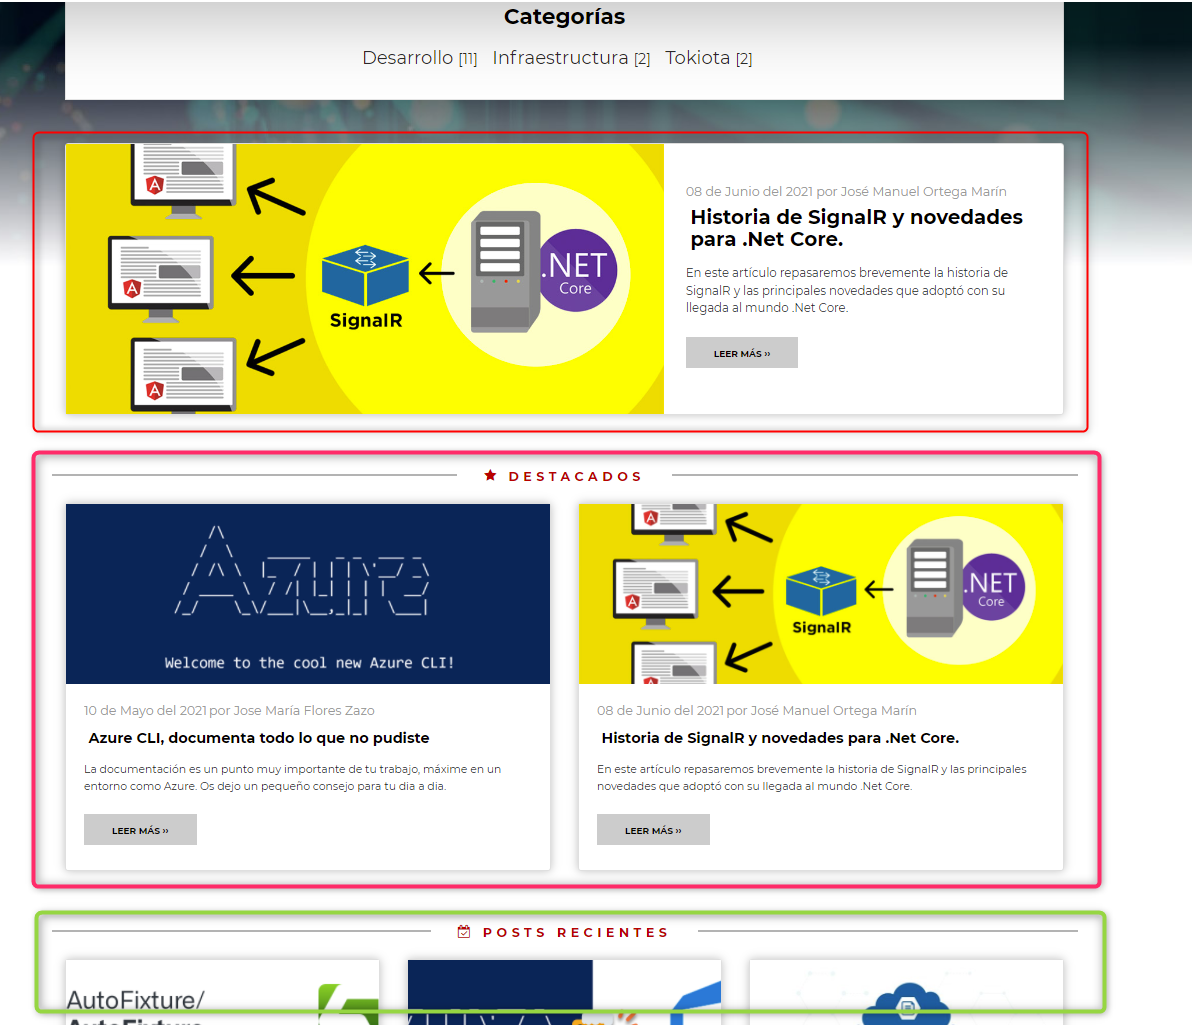 Categorías
Desarrollo [11] Infraestructura [2] Tokiota [2]
SignalR
.NET
Core
08 de Junio del 2021 por José Manuel Ortega Marín
Historia de SignalR y novedades
para .Net Core.
En este artículo repasaremos brevemente la historia de
SignalR y las principales novedades que adoptó con su
llegada al mundo .Net Core.
LEER MÁS ››
DESTACADOS
Azure
Welcome to the cool new Azure CLI!
10 de Mayo del 2021 por Jose María Flores Zazo
Azure CLI, documenta todo lo que no pudiste
La documentación es un punto muy importante de tu trabajo, máxime en un
entorno como Azure. Os dejo un pequeño consejo para tu dia a dia.
LEER MÁS ››
SignalR
.NET
Core
08 de Junio del 2021 por José Manuel Ortega Marín
Historia de SignalR y novedades para .Net Core.
En este artículo repasaremos brevemente la historia de SignalR y las principales
novedades que adoptó con su llegada al mundo .Net Core.
LEER MÁS ››
POSTS RECIENTES
AutoFixture/
AutoFixture